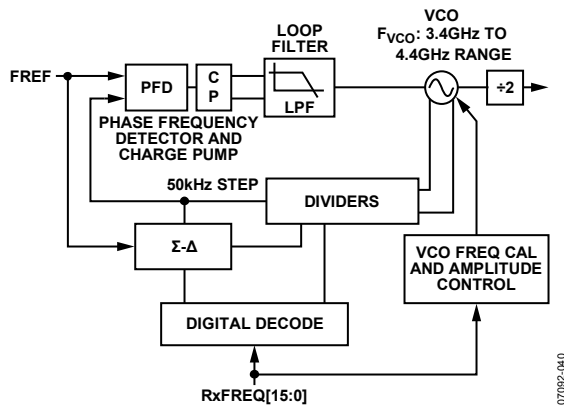 LOOP
FILTER
VCO
FVCO: 3.4GHz TO
4.4GHz RANGE
FREF
PFD
C
P
LPF
÷2
PHASE FREQUENCY
DETECTOR AND
CHARGE PUMP
50kHz STEP
DIVIDERS
Σ-Δ
VCO FREQ CAL
AND AMPLITUDE
CONTROL
DIGITAL DECODE
RxFREQ[15:0]
07092-040